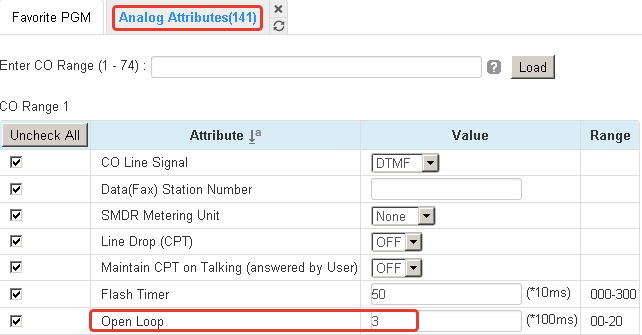 Favorite PGM Analog Attributes(141)
Enter CO Range (1 - 74) : ? Load
CO Range 1
Uncheck All Attribute Value Range
CO Line Signal DTMF
Data(Fax) Station Number
SMDR Metering Unit None
Line Drop (CPT) OFF
Maintain CPT on Talking (answered by User) OFF
Flash Timer 50 (*10ms) 000-300
Open Loop 3 (*100ms) 00-20